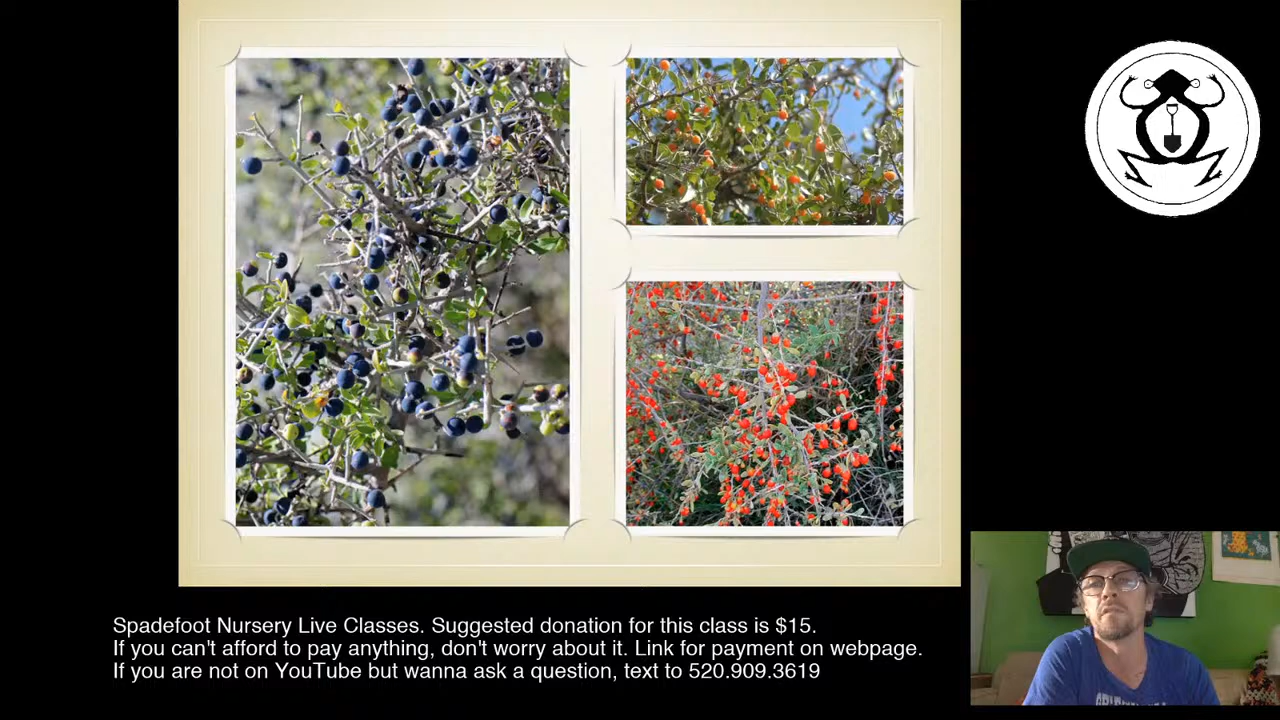 Spadefoot Nursery Live Classes. Suggested donation for this class is $15.
If you can't afford to pay anything, don't worry about it. Link for payment on webpage.
If you are not on YouTube but wanna ask a question, text to 520.909.3619